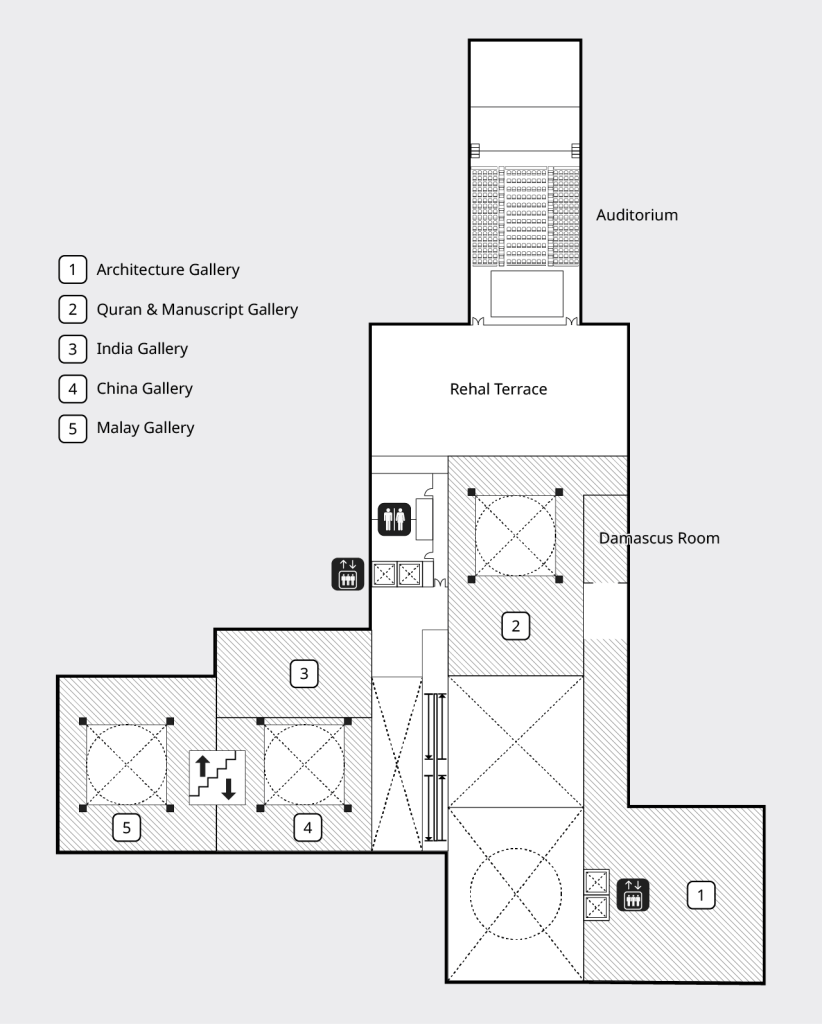 Auditorium
1 Architecture Gallery
2 Quran & Manuscript Gallery
3 India Gallery
4 China Gallery
5 Malay Gallery
Rehal Terrace
Damascus Room
2
3
5
4
1